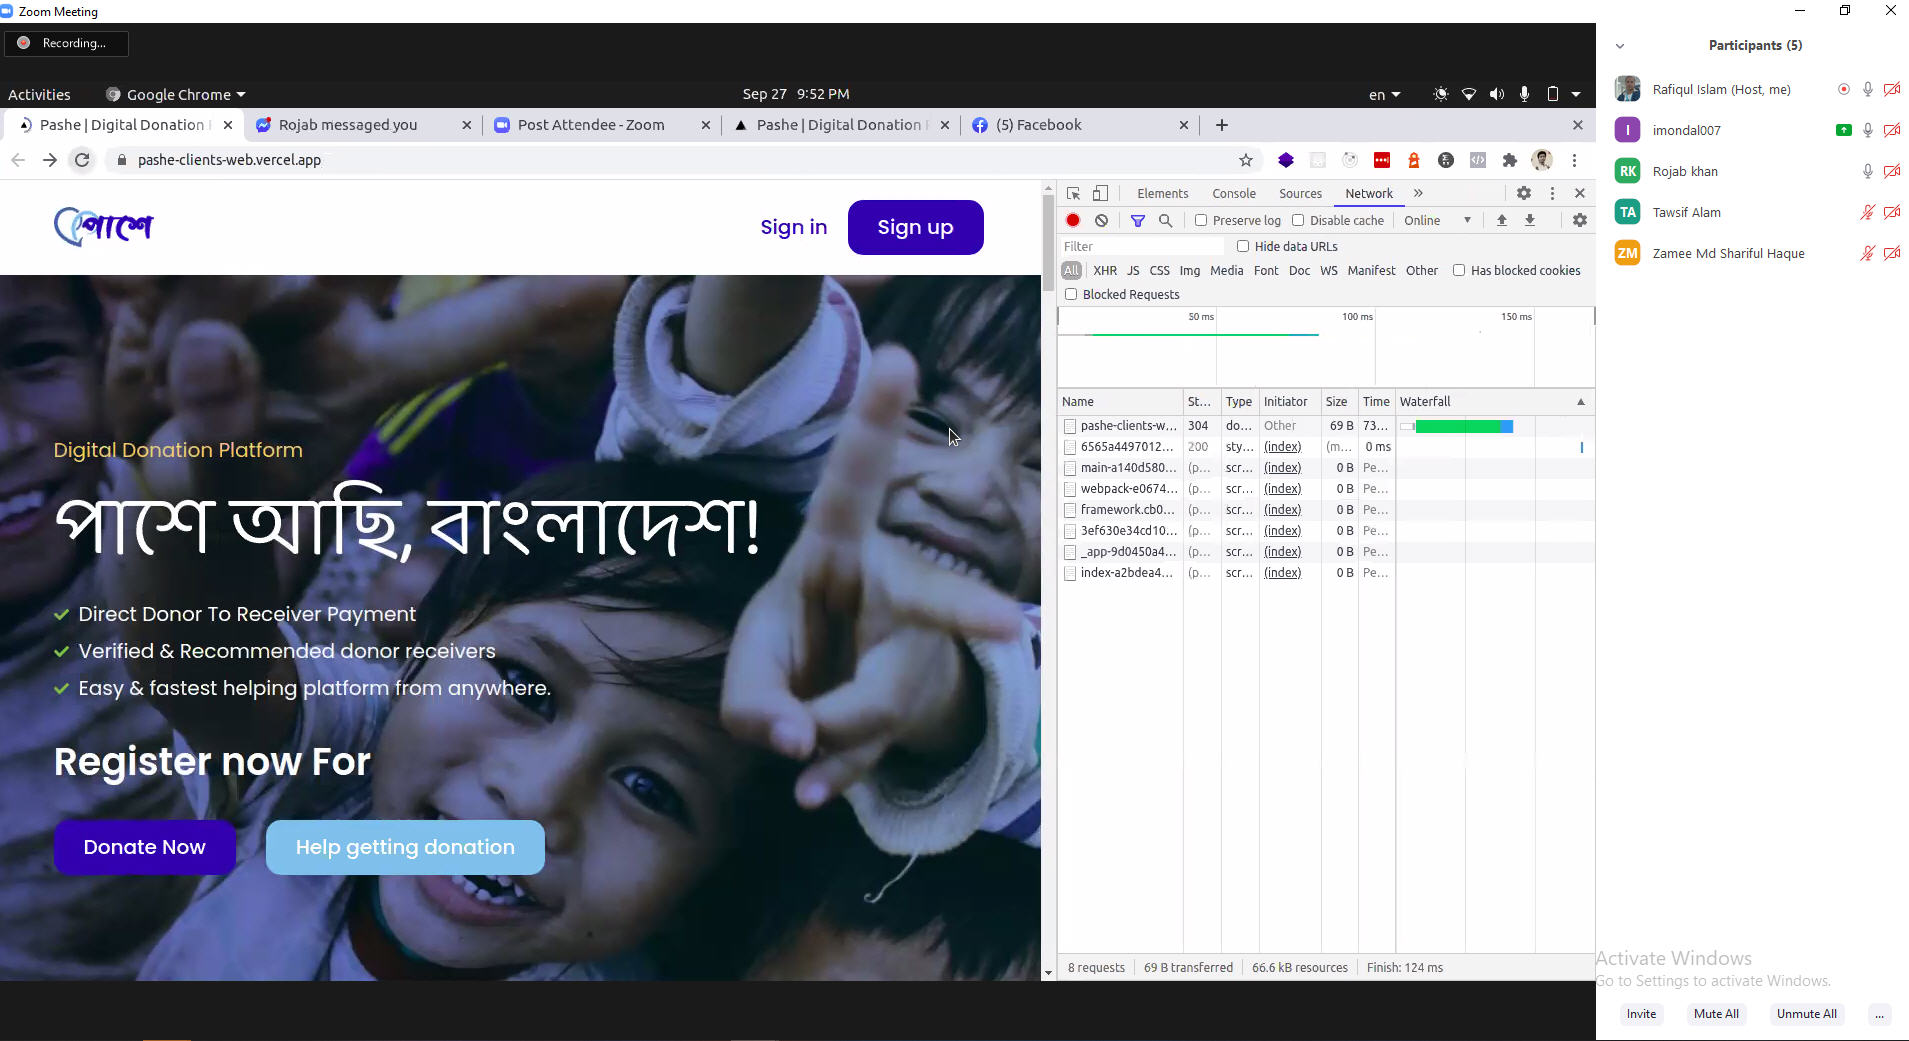 Zoom Meeting
Recording...
Activities
Google Chrome
Sep 27 9:52 PM
en
Pashe | Digital Donation
Rojab messaged you
Post Attendee - Zoom
Pashe | Digital Donation
(5) Facebook
pashe-clients-web.vercel.app
পাশে
Sign in
Sign up
Digital Donation Platform
পাশে আছি, বাংলাদেশ!
Direct Donor To Receiver Payment
Verified & Recommended donor receivers
Easy & fastest helping platform from anywhere.
Register now For
Donate Now
Help getting donation
Elements Console Sources Network »
Preserve log Disable cache Online
Filter
Hide data URLs
All XHR JS CSS Img Media Font Doc WS Manifest Other Has blocked cookies
Blocked Requests
50 ms 100 ms 150 ms
Name St... Type Initiator Size Time Waterfall
pashe-clients-w... 304 do... Other 69 B 73...
6565a4497012... 200 sty... (index) (m... 0 ms
main-a140d580... (p... scr... (index) 0 B Pe...
webpack-e0674... (p... scr... (index) 0 B Pe...
framework.cb0... (p... scr... (index) 0 B Pe...
3ef630e34cd10... (p... scr... (index) 0 B Pe...
_app-9d0450a4... (p... scr... (index) 0 B Pe...
index-a2bdea4... (p... scr... (index) 0 B Pe...
8 requests 69 B transferred 66.6 kB resources Finish: 124 ms
Participants (5)
Rafiqul Islam (Host, me)
I imondal007
RK Rojab khan
TA Tawsif Alam
ZM Zamee Md Shariful Haque
Activate Windows
Go to Settings to activate Windows.
Invite Mute All Unmute All ...